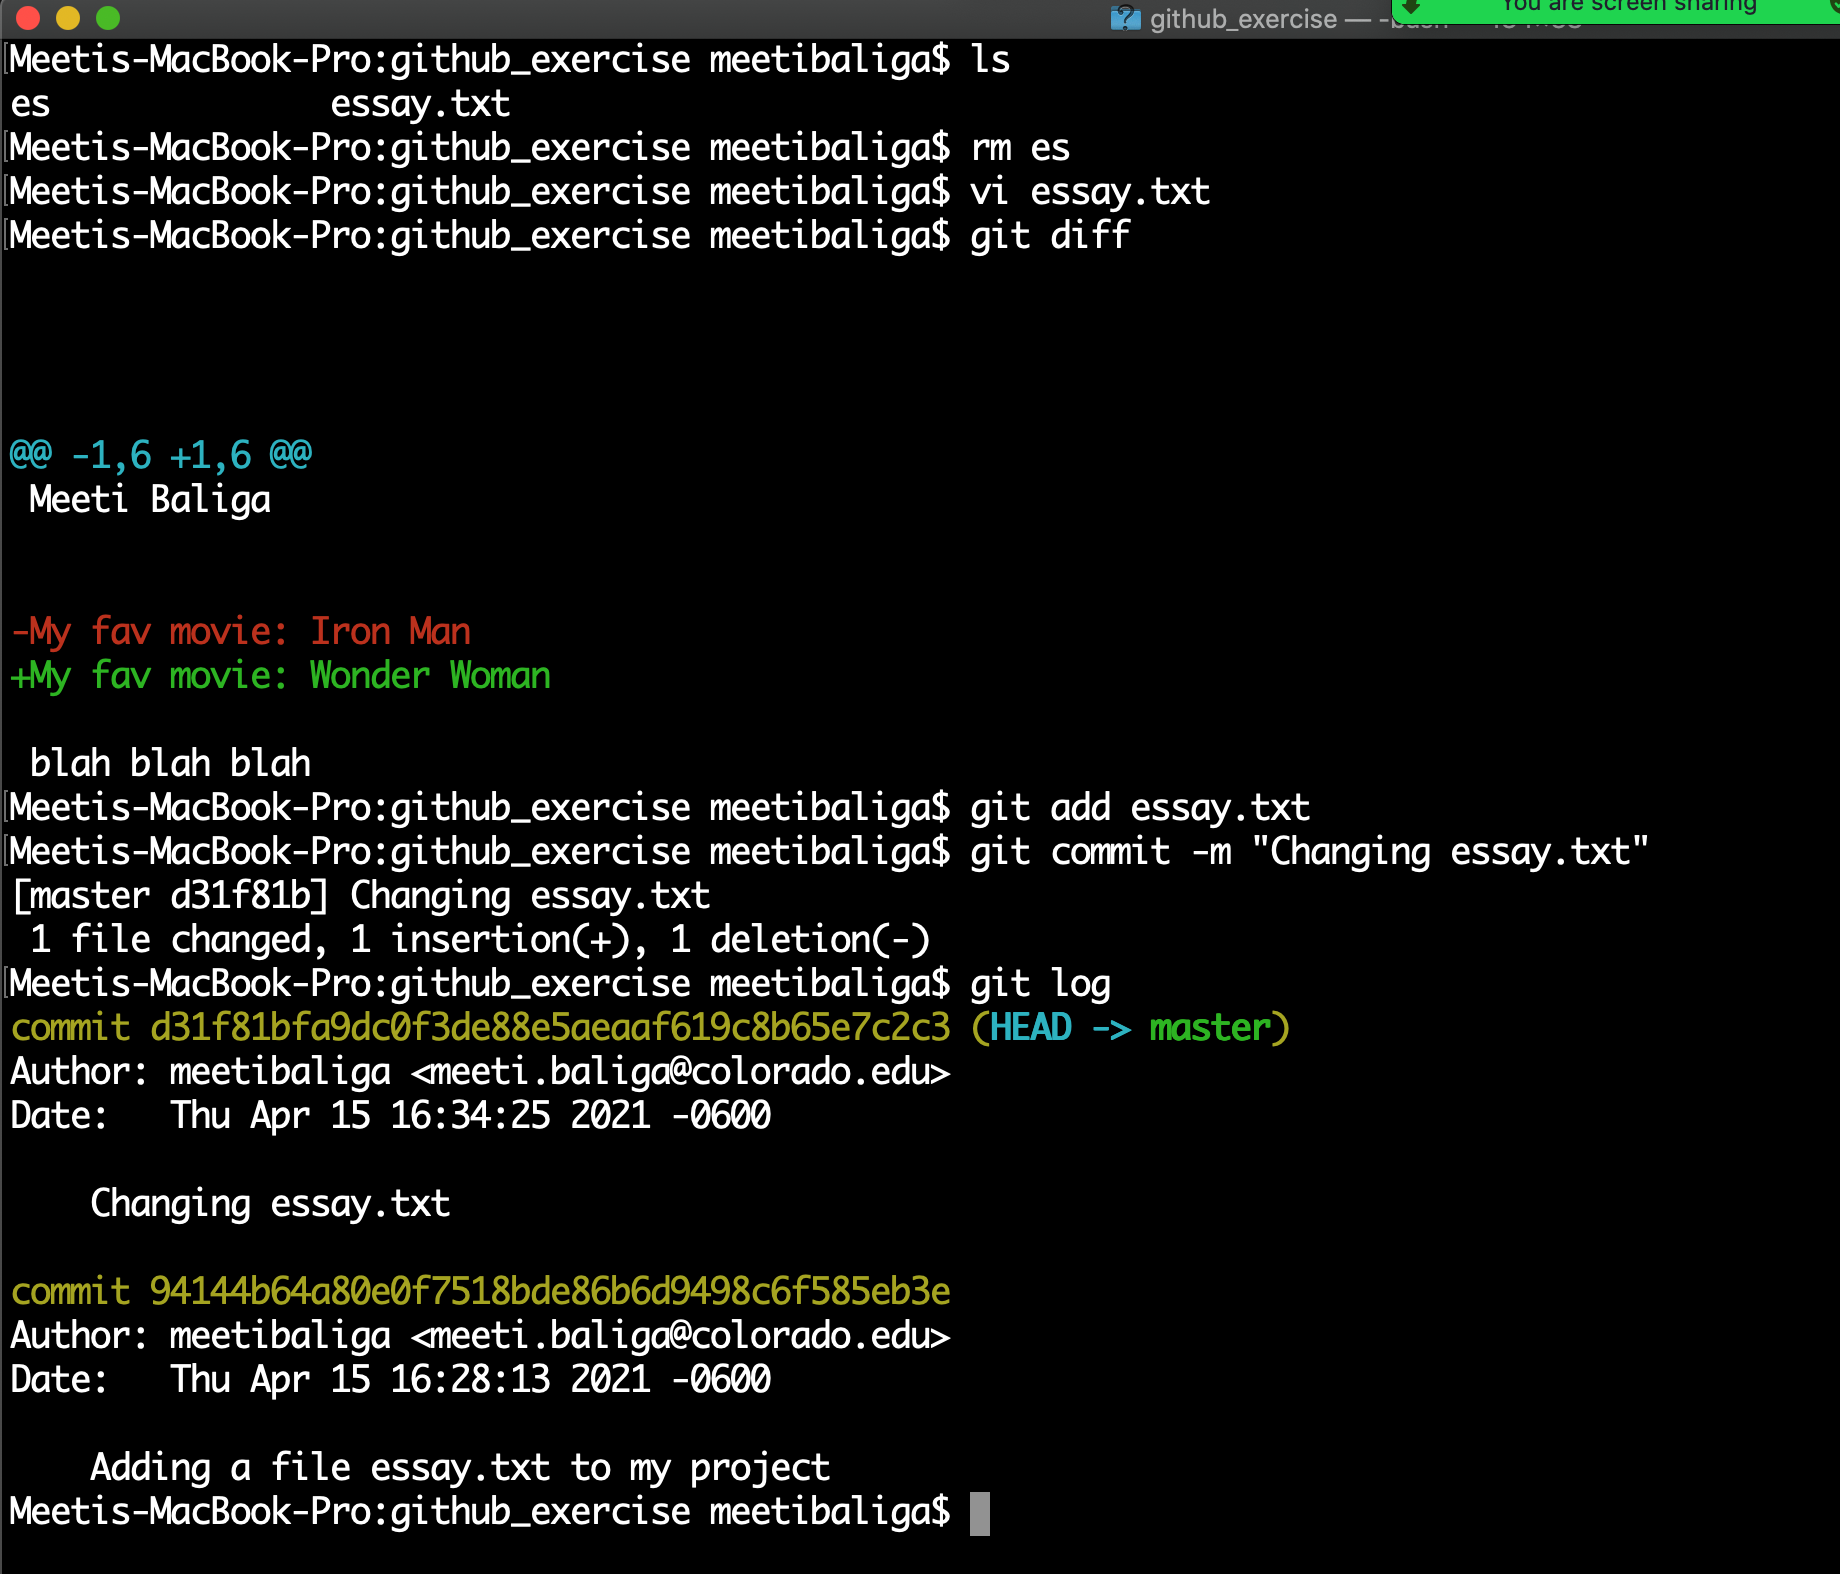 github_exercise — -bash
You are screen sharing
Meetis-MacBook-Pro:github_exercise meetibaliga$ ls
es              essay.txt
Meetis-MacBook-Pro:github_exercise meetibaliga$ rm es
Meetis-MacBook-Pro:github_exercise meetibaliga$ vi essay.txt
Meetis-MacBook-Pro:github_exercise meetibaliga$ git diff
@@ -1,6 +1,6 @@
 Meeti Baliga
-My fav movie: Iron Man
+My fav movie: Wonder Woman
 blah blah blah
Meetis-MacBook-Pro:github_exercise meetibaliga$ git add essay.txt
Meetis-MacBook-Pro:github_exercise meetibaliga$ git commit -m "Changing essay.txt"
[master d31f81b] Changing essay.txt
 1 file changed, 1 insertion(+), 1 deletion(-)
Meetis-MacBook-Pro:github_exercise meetibaliga$ git log
commit d31f81bfa9dc0f3de88e5aeaaf619c8b65e7c2c3 (HEAD -> master)
Author: meetibaliga <meeti.baliga@colorado.edu>
Date:   Thu Apr 15 16:34:25 2021 -0600
    Changing essay.txt
commit 94144b64a80e0f7518bde86b6d9498c6f585eb3e
Author: meetibaliga <meeti.baliga@colorado.edu>
Date:   Thu Apr 15 16:28:13 2021 -0600
    Adding a file essay.txt to my project
Meetis-MacBook-Pro:github_exercise meetibaliga$